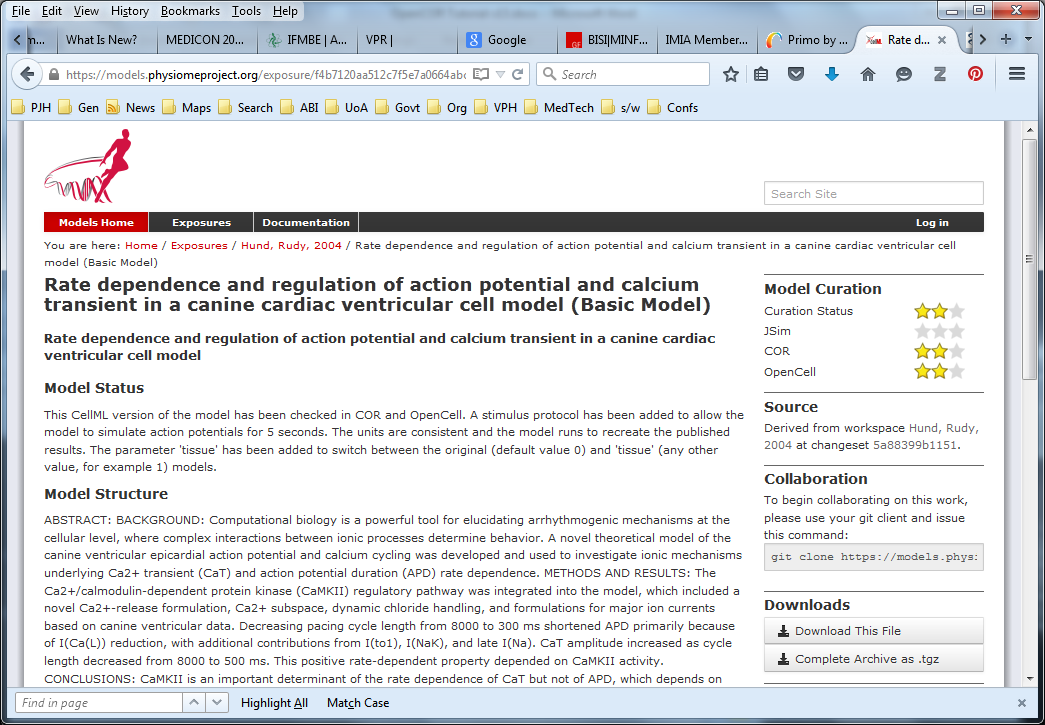 File Edit View History Bookmarks Tools Help
m... What Is New? MEDICON 20... IFMBE | A... VPR | Google BISI|MINF... IMIA Member... Primo by ... Rate d...
https://models.physiomeproject.org/exposure/f4b7120aa512c7f5e7a0664abc Search
PJH Gen News Maps Search ABI UoA Govt Org VPH MedTech s/w Confs
Search Site
Models Home Exposures Documentation Log in
You are here: Home / Exposures / Hund, Rudy, 2004 / Rate dependence and regulation of action potential and calcium transient in a canine cardiac ventricular cell
model (Basic Model)
Rate dependence and regulation of action potential and calcium
transient in a canine cardiac ventricular cell model (Basic Model)
Rate dependence and regulation of action potential and calcium transient in a canine cardiac
ventricular cell model
Model Status
This CellML version of the model has been checked in COR and OpenCell. A stimulus protocol has been added to allow the
model to simulate action potentials for 5 seconds. The units are consistent and the model runs to recreate the published
results. The parameter 'tissue' has been added to switch between the original (default value 0) and 'tissue' (any other
value, for example 1) models.
Model Structure
ABSTRACT: BACKGROUND: Computational biology is a powerful tool for elucidating arrhythmogenic mechanisms at the
cellular level, where complex interactions between ionic processes determine behavior. A novel theoretical model of the
canine ventricular epicardial action potential and calcium cycling was developed and used to investigate ionic mechanisms
underlying Ca2+ transient (CaT) and action potential duration (APD) rate dependence. METHODS AND RESULTS: The
Ca2+/calmodulin-dependent protein kinase (CaMKII) regulatory pathway was integrated into the model, which included a
novel Ca2+-release formulation, Ca2+ subspace, dynamic chloride handling, and formulations for major ion currents
based on canine ventricular data. Decreasing pacing cycle length from 8000 to 300 ms shortened APD primarily because
of I(Ca(L)) reduction, with additional contributions from I(to1), I(NaK), and late I(Na). CaT amplitude increased as cycle
length decreased from 8000 to 500 ms. This positive rate-dependent property depended on CaMKII activity.
CONCLUSIONS: CaMKII is an important determinant of the rate dependence of CaT but not of APD, which depends on
Model Curation
Curation Status
JSim
COR
OpenCell
Source
Derived from workspace Hund, Rudy,
2004 at changeset 5a88399b1151.
Collaboration
To begin collaborating on this work,
please use your git client and issue
this command:
git clone https://models.phys:
Downloads
Download This File
Complete Archive as .tgz
Find in page Highlight All Match Case